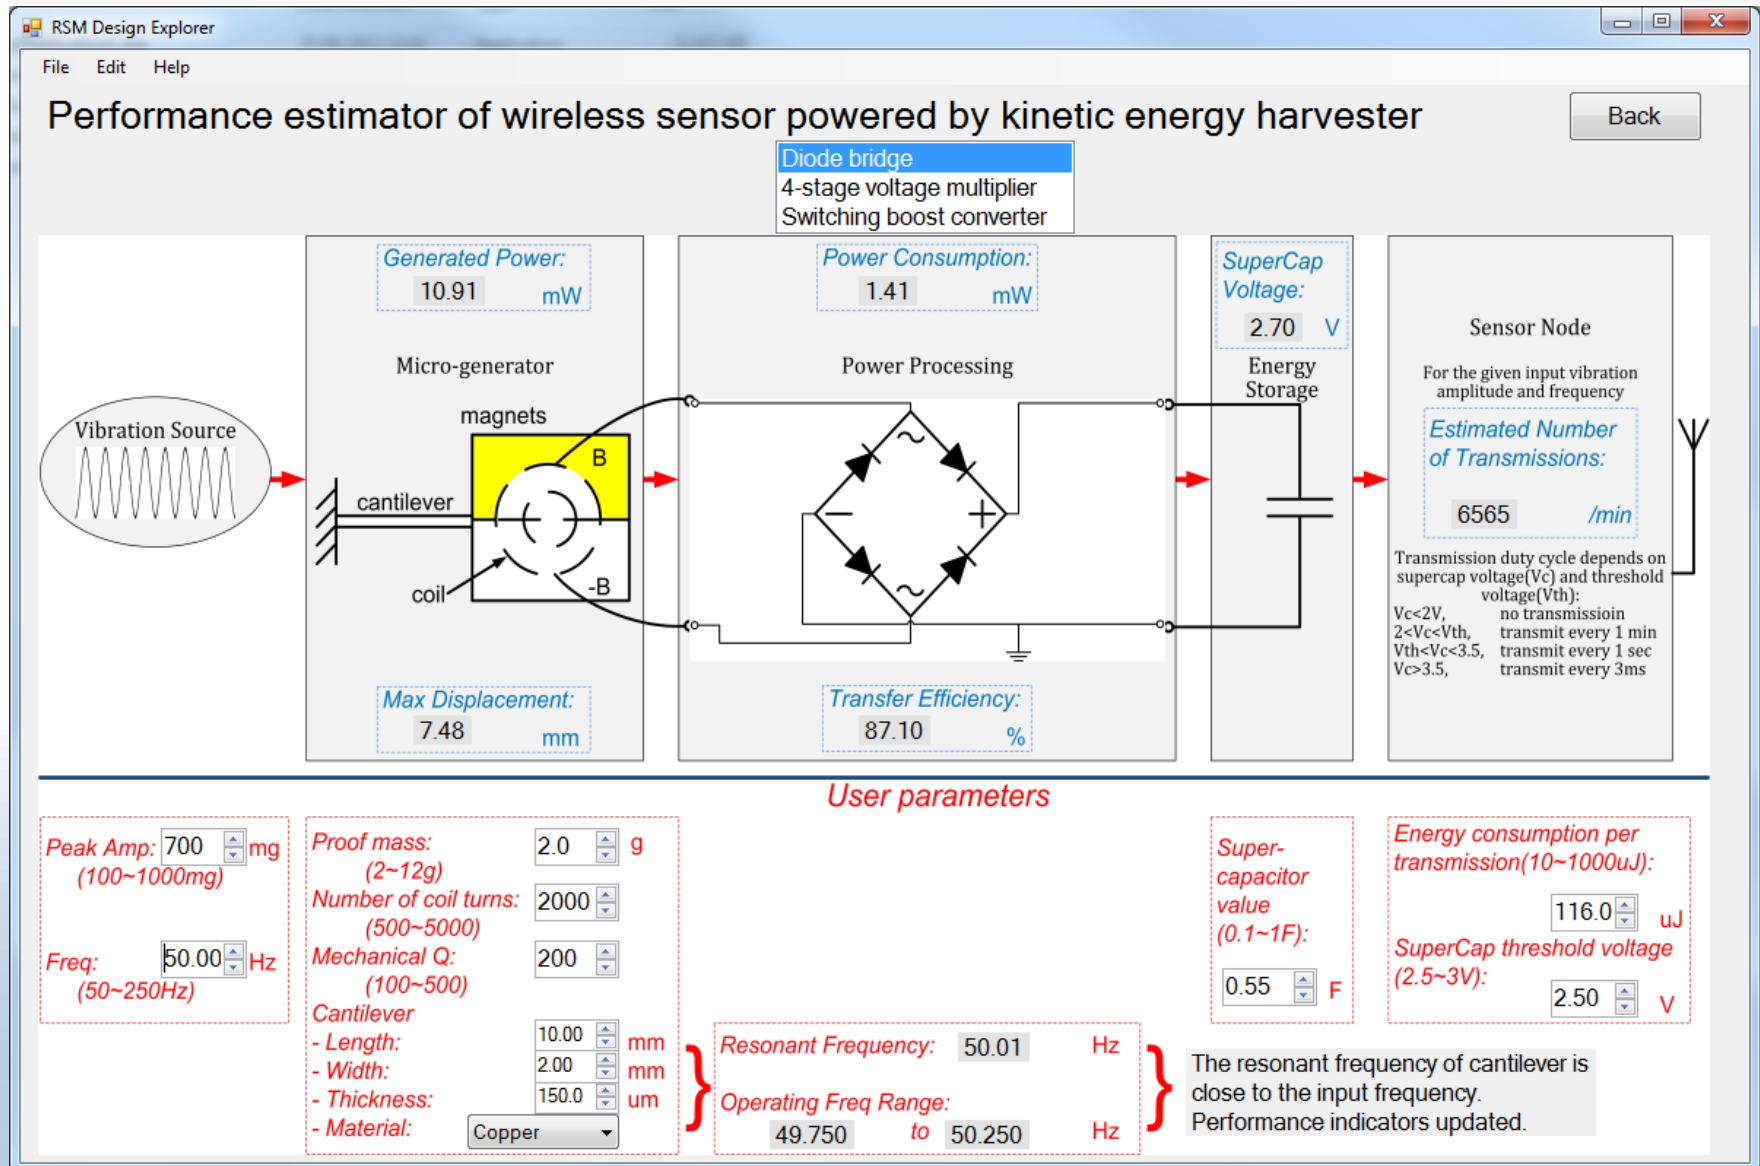 RSM Design Explorer
File Edit Help
Performance estimator of wireless sensor powered by kinetic energy harvester
Back
Diode bridge
4-stage voltage multiplier
Switching boost converter
Vibration Source
Generated Power:
10.91 mW
Micro-generator
magnets
B
cantilever
coil
-B
Max Displacement:
7.48 mm
Power Consumption:
1.41 mW
Power Processing
Transfer Efficiency:
87.10 %
SuperCap
Voltage:
2.70 V
Energy
Storage
Sensor Node
For the given input vibration
amplitude and frequency
Estimated Number
of Transmissions:
6565 /min
Transmission duty cycle depends on
supercap voltage(Vc) and threshold
voltage(Vth):
Vc<2V, no transmissioin
2<Vc<Vth, transmit every 1 min
Vth<Vc<3.5, transmit every 1 sec
Vc>3.5, transmit every 3ms
User parameters
Peak Amp: 700 mg
(100~1000mg)
Freq: 50.00 Hz
(50~250Hz)
Proof mass: 2.0 g
(2~12g)
Number of coil turns: 2000
(500~5000)
Mechanical Q: 200
(100~500)
Cantilever
- Length: 10.00 mm
- Width: 2.00 mm
- Thickness: 150.0 um
- Material: Copper
Resonant Frequency: 50.01 Hz
Operating Freq Range:
49.750 to 50.250 Hz
The resonant frequency of cantilever is
close to the input frequency.
Performance indicators updated.
Super-
capacitor
value
(0.1~1F):
0.55 F
Energy consumption per
transmission(10~1000uJ):
116.0 uJ
SuperCap threshold voltage
(2.5~3V):
2.50 V